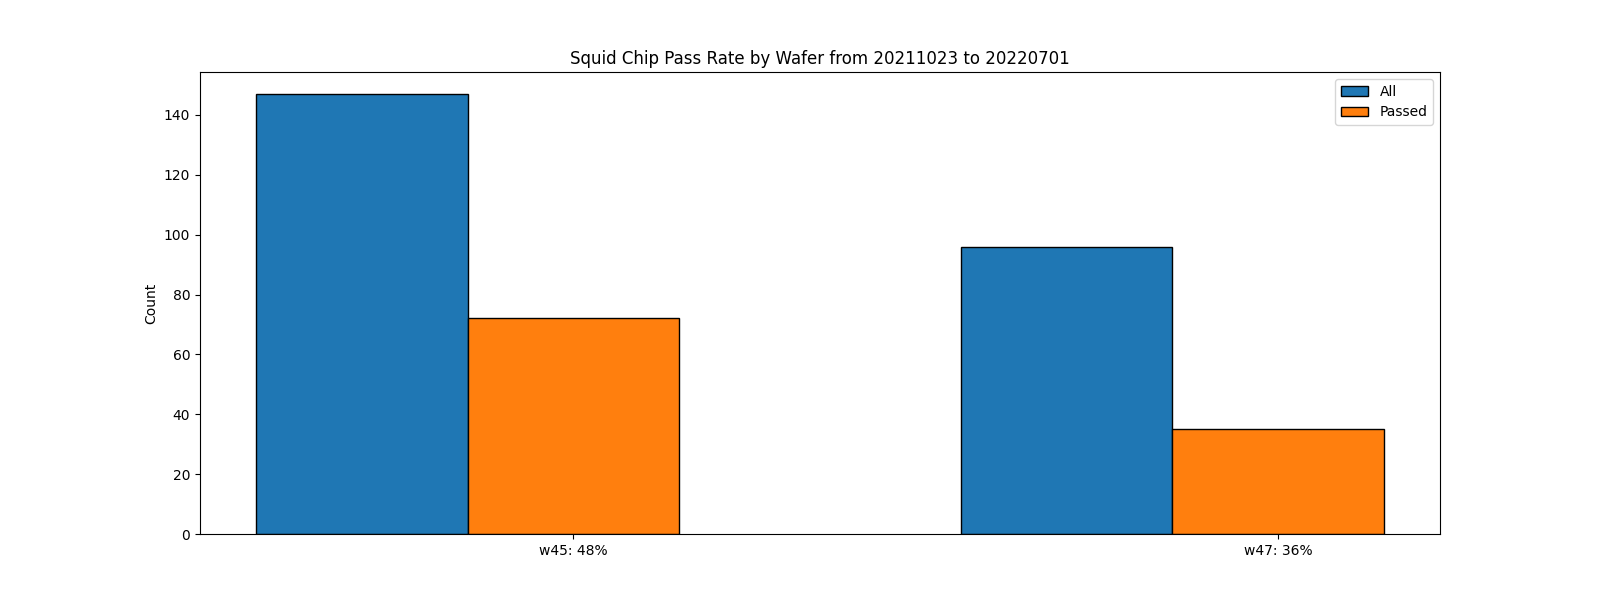 Squid Chip Pass Rate by Wafer from 20211023 to 20220701
All
Passed
140
120
100
80
60
40
20
0
Count
w45: 48%
w47: 36%